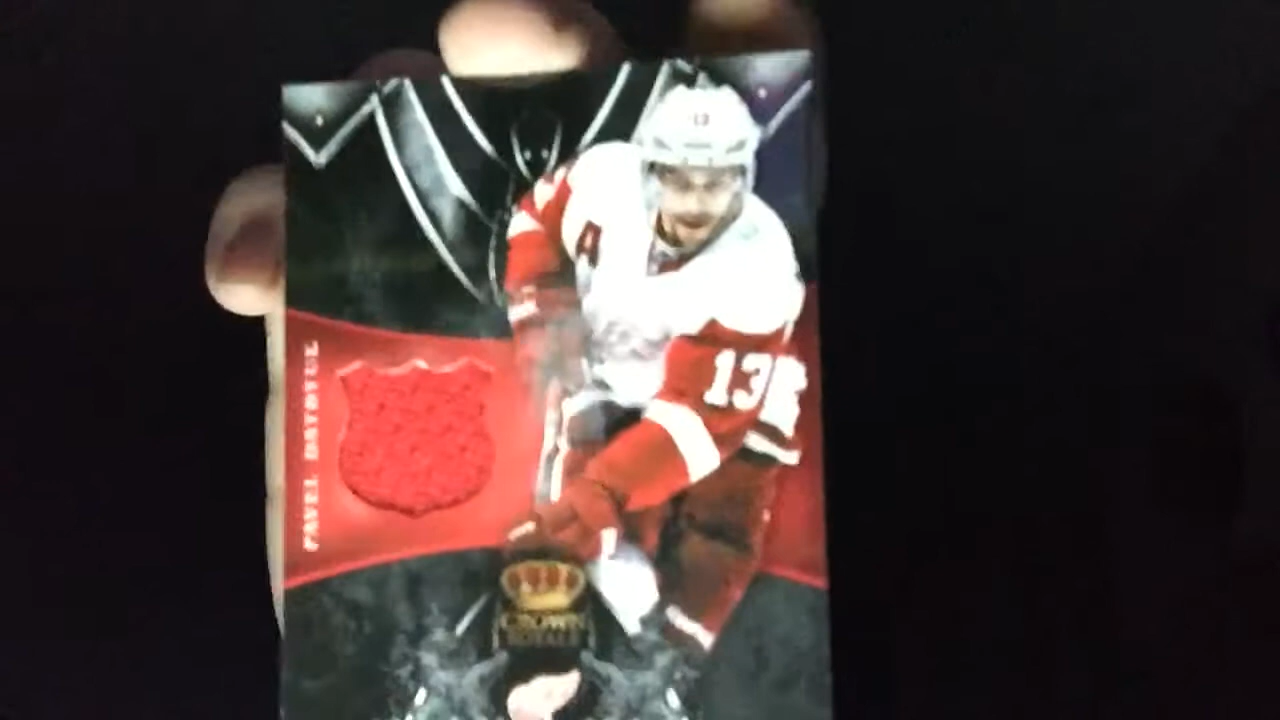 13
A
13
PAVEL DATSYUK
CROWN
ROYALE